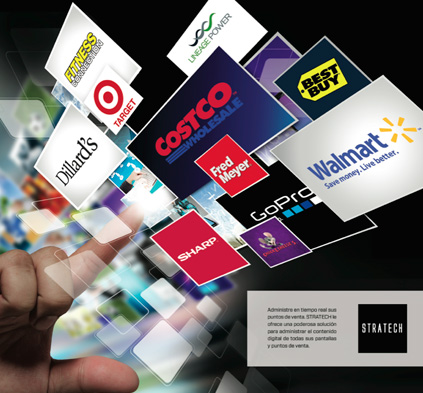 LINEAGE POWER
FITNESS
CONNECTION
TARGET
BEST
BUY
COSTCO
WHOLESALE
Dillard's
Walmart
Save money. Live better.
Fred
Meyer
GoPro
SHARP
Administre en tiempo real sus
puntos de venta. STRATECH le
ofrece una poderosa solución
para administrar el contenido
digital de todas sus pantallas
y puntos de venta.
STRATECH